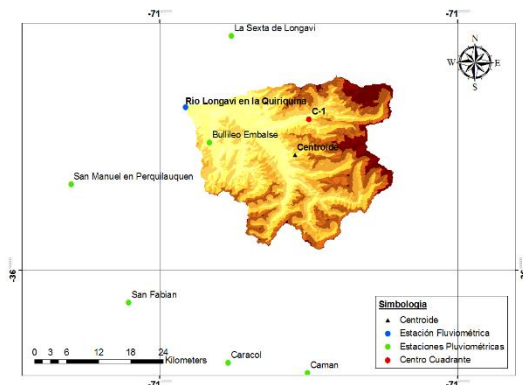 -71
-71
La Sexta de Longavi
N
W
E
S
Rio Longavi en la Quiriquina
C-1
Bullileo Embalse
Centroide
San Manuel en Perquilauquen
-36
-36
San Fabian
Simbología
Centroide
Estación Fluviométrica
Estaciones Pluviométricas
Centro Cuadrante
0 3 6 12 18 24
Kilometers
Caracol
Caman
-71
-71